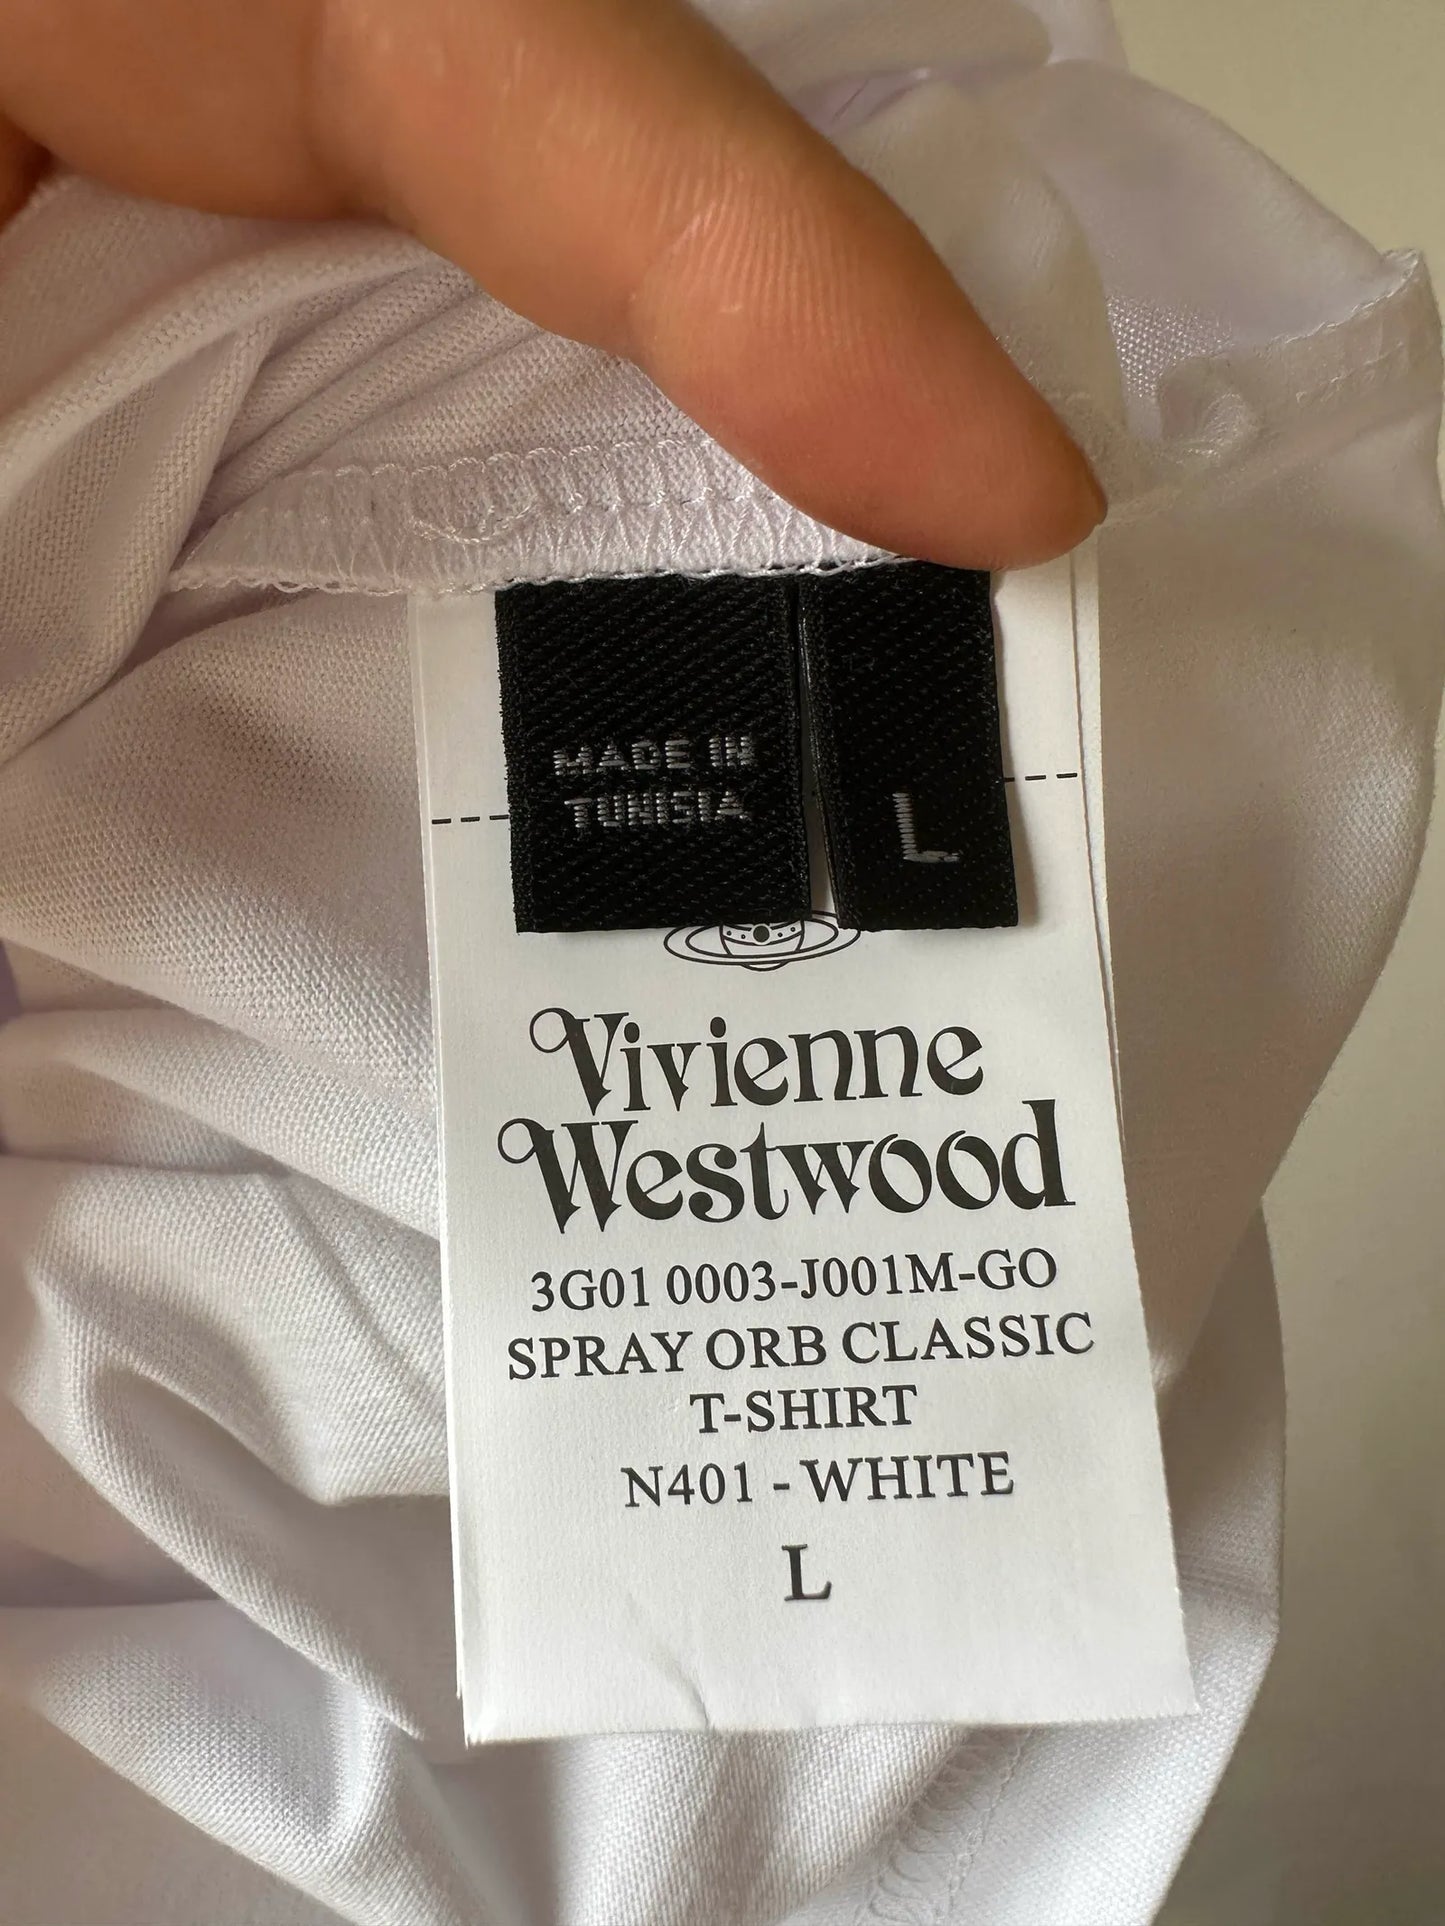 MADE IN
TUNISIA
L
Vivienne
Westwood
3G01 0003-J001M-GO
SPRAY ORB CLASSIC
T-SHIRT
N401 - WHITE
L